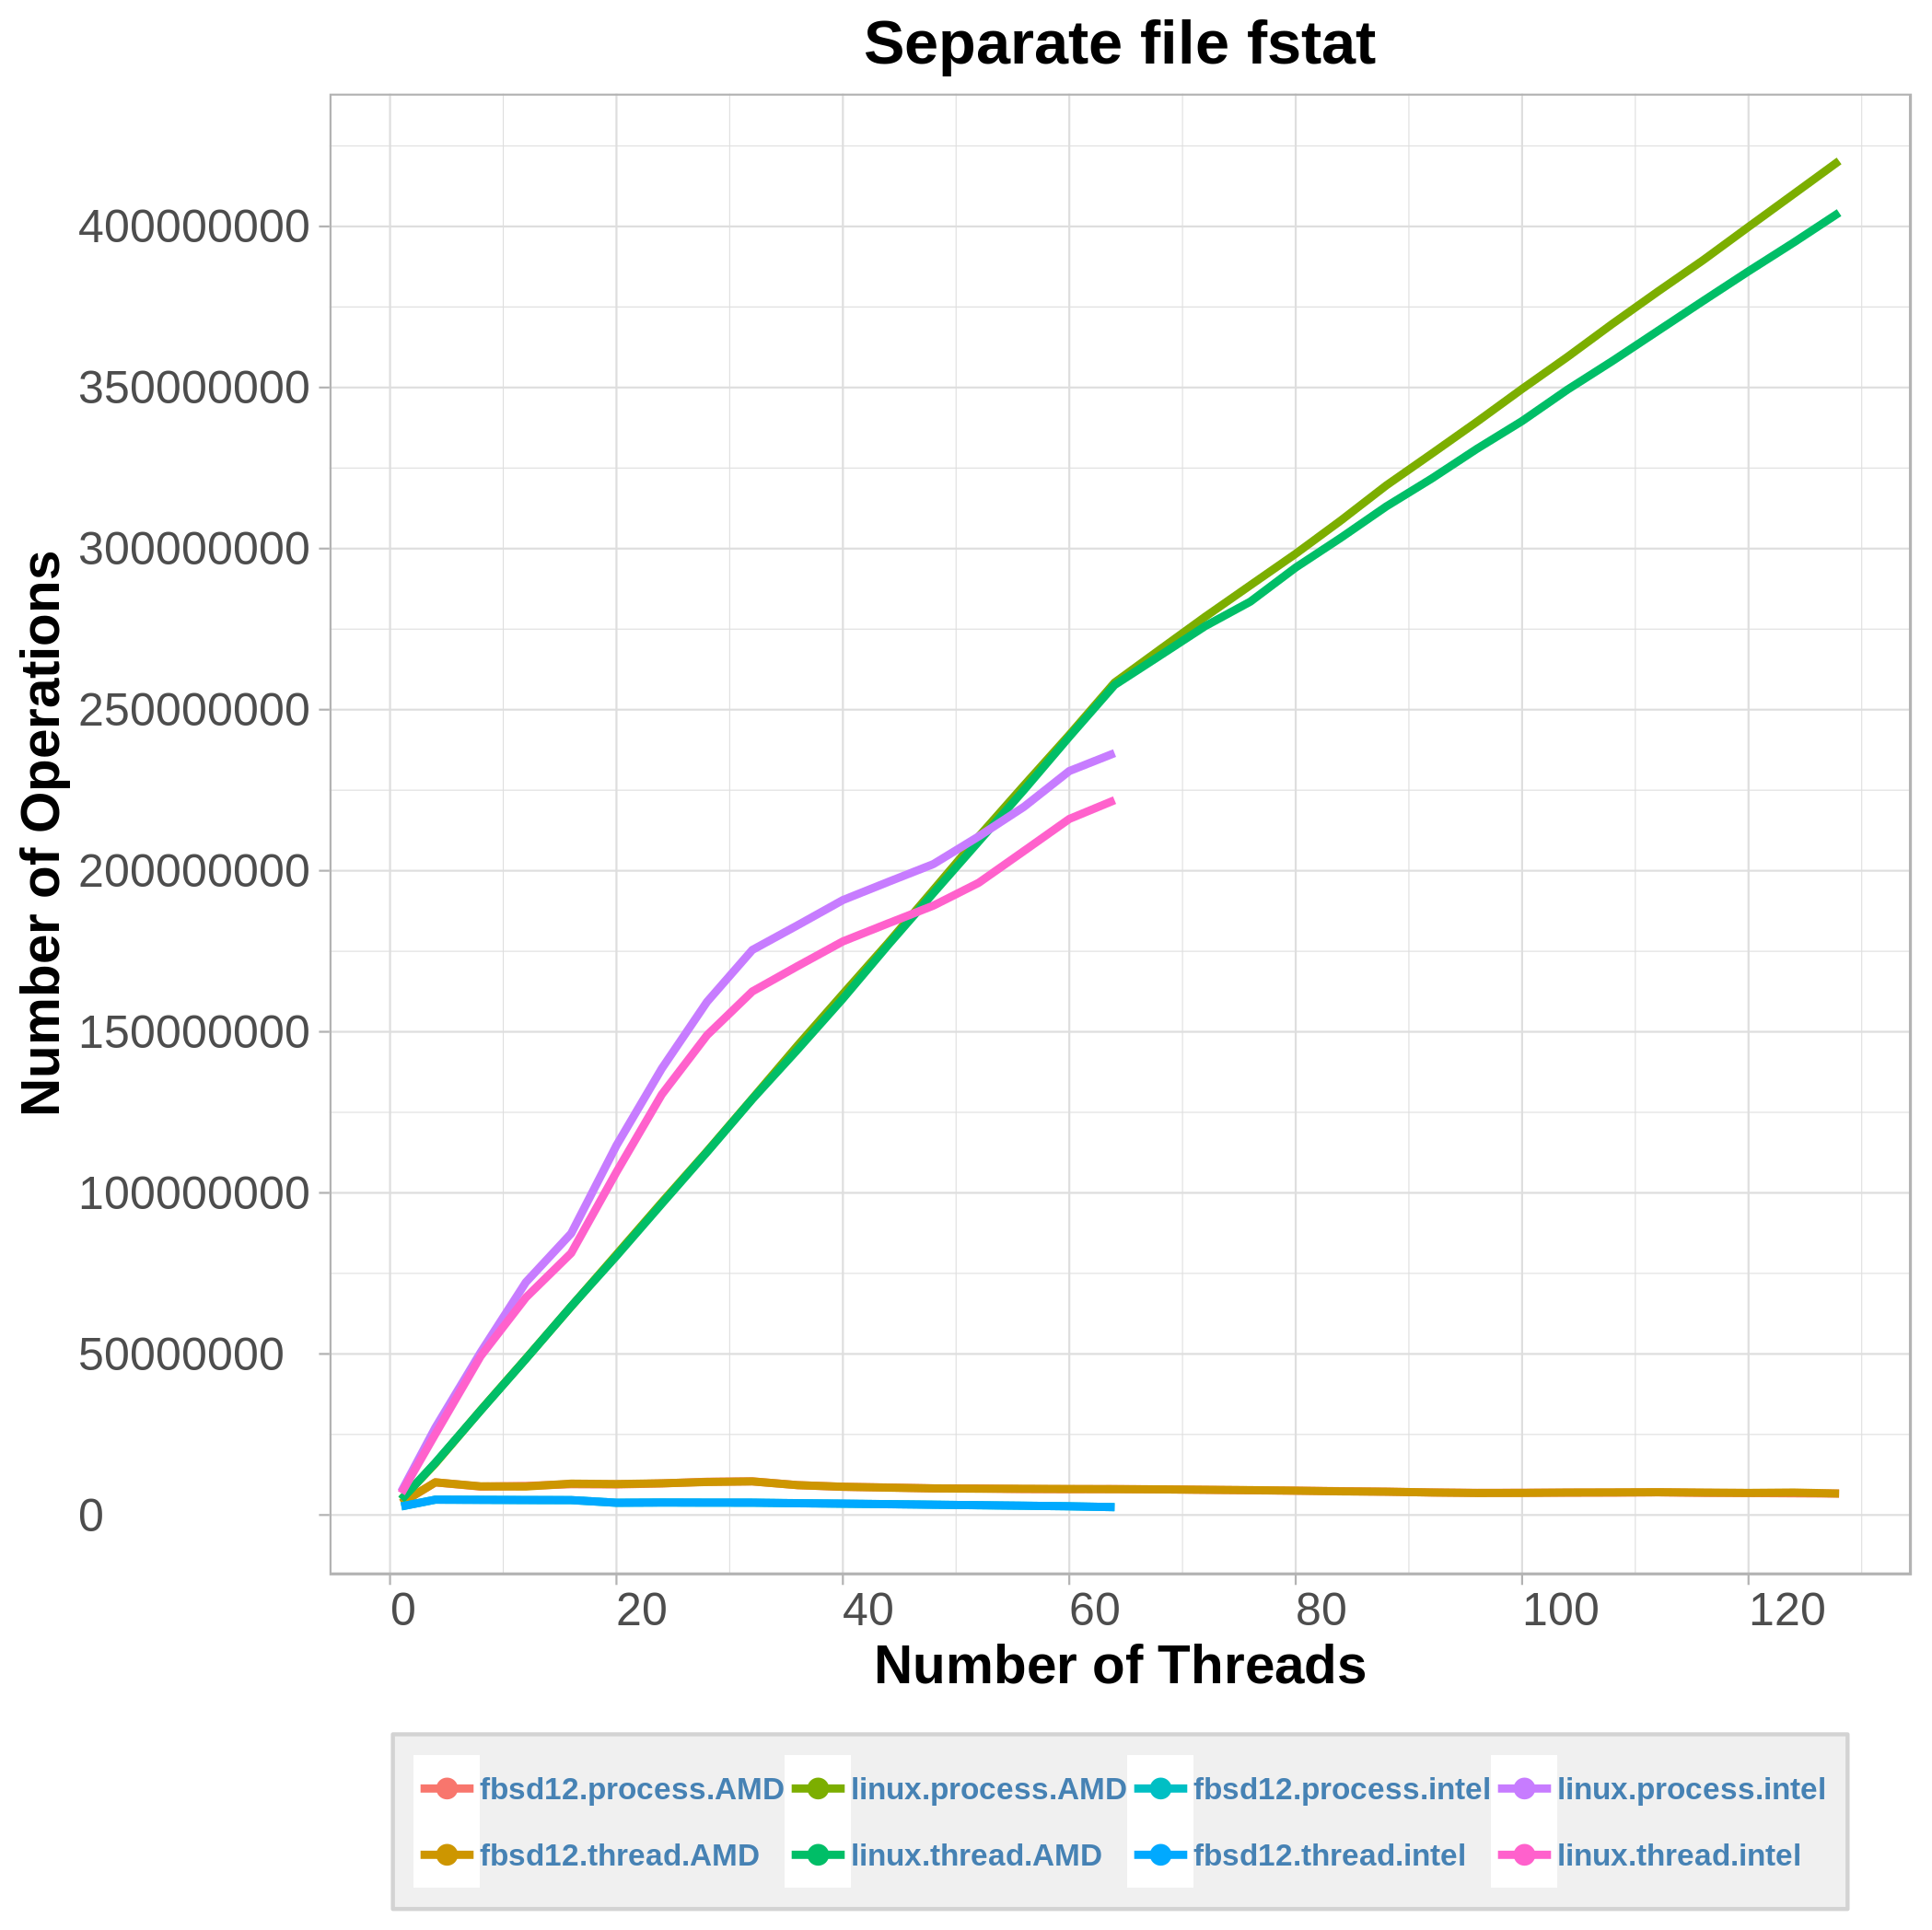 Separate file fstat
Number of Operations
400000000
350000000
300000000
250000000
200000000
150000000
100000000
50000000
0
0 20 40 60 80 100 120
Number of Threads
fbsd12.process.AMD linux.process.AMD fbsd12.process.intel linux.process.intel
fbsd12.thread.AMD linux.thread.AMD fbsd12.thread.intel linux.thread.intel